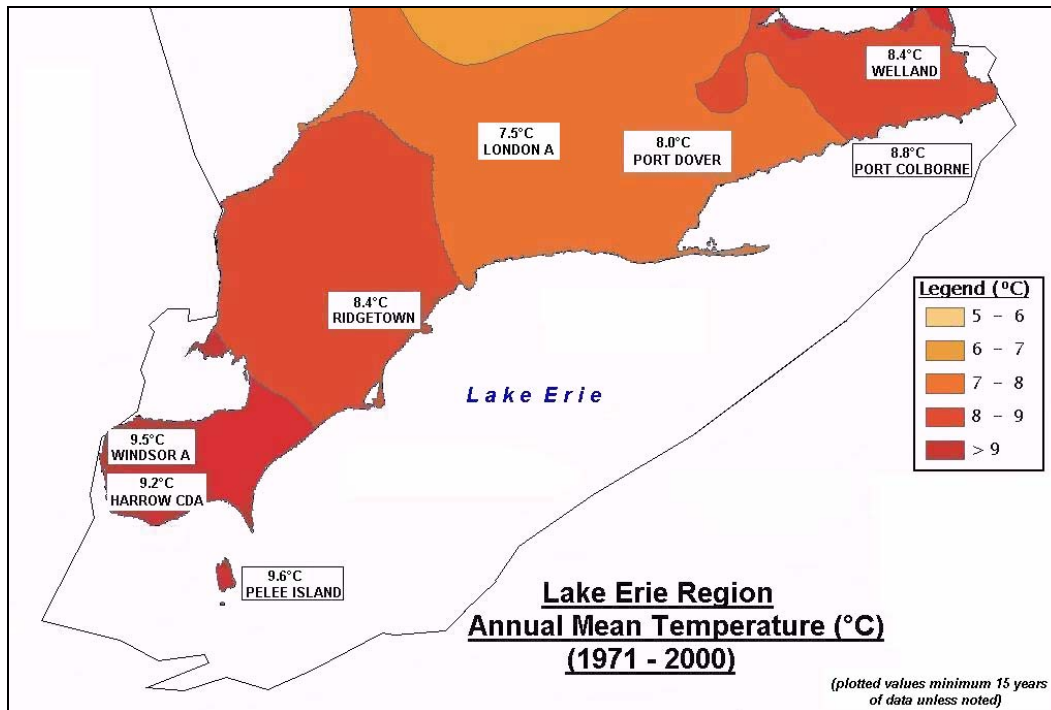 8.4°C
WELLAND
7.5°C
LONDON A
8.0°C
PORT DOVER
8.8°C
PORT COLBORNE
8.4°C
RIDGETOWN
Legend (°C)
5 – 6
6 – 7
7 – 8
8 – 9
> 9
Lake Erie
9.5°C
WINDSOR A
9.2°C
HARROW CDA
9.6°C
PELEE ISLAND
Lake Erie Region
Annual Mean Temperature (°C)
(1971 - 2000)
(plotted values minimum 15 years
of data unless noted)